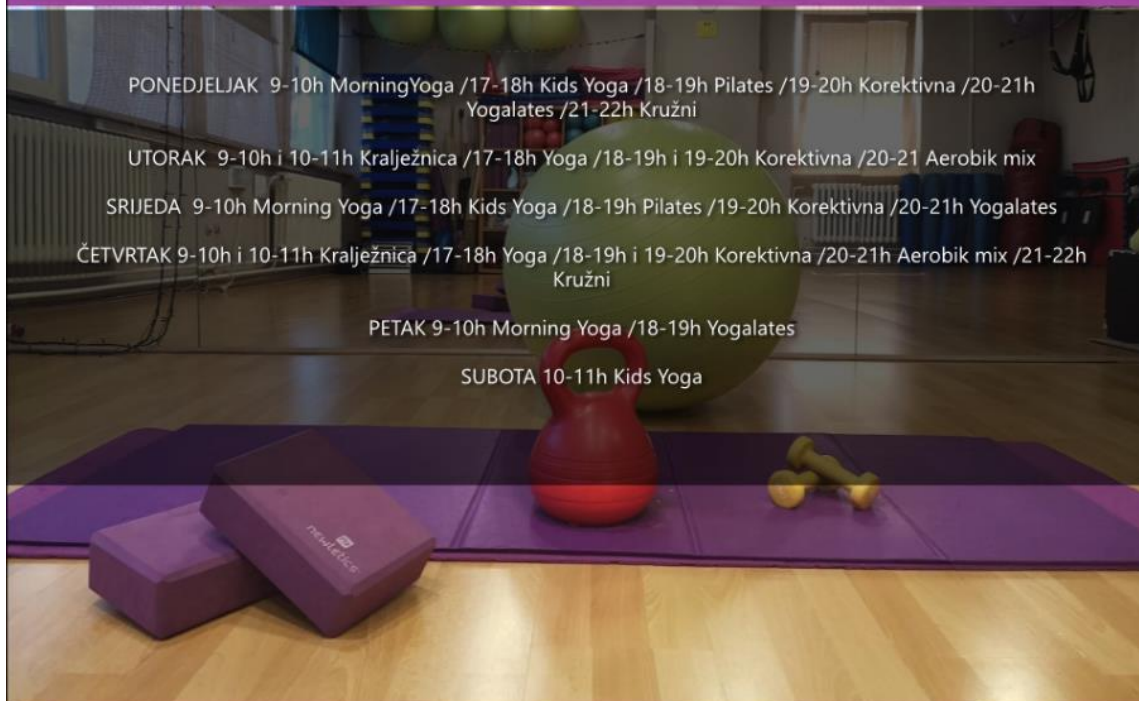 PONEDJELJAK  9-10h MorningYoga /17-18h Kids Yoga /18-19h Pilates /19-20h Korektivna /20-21h
Yogalates /21-22h Kružni
UTORAK  9-10h i 10-11h Kralježnica /17-18h Yoga /18-19h i 19-20h Korektivna /20-21 Aerobik mix
SRIJEDA  9-10h Morning Yoga /17-18h Kids Yoga /18-19h Pilates /19-20h Korektivna /20-21h Yogalates
ČETVRTAK 9-10h i 10-11h Kralježnica /17-18h Yoga /18-19h i 19-20h Korektivna /20-21h Aerobik mix /21-22h
Kružni
PETAK 9-10h Morning Yoga /18-19h Yogalates
SUBOTA 10-11h Kids Yoga
newletics